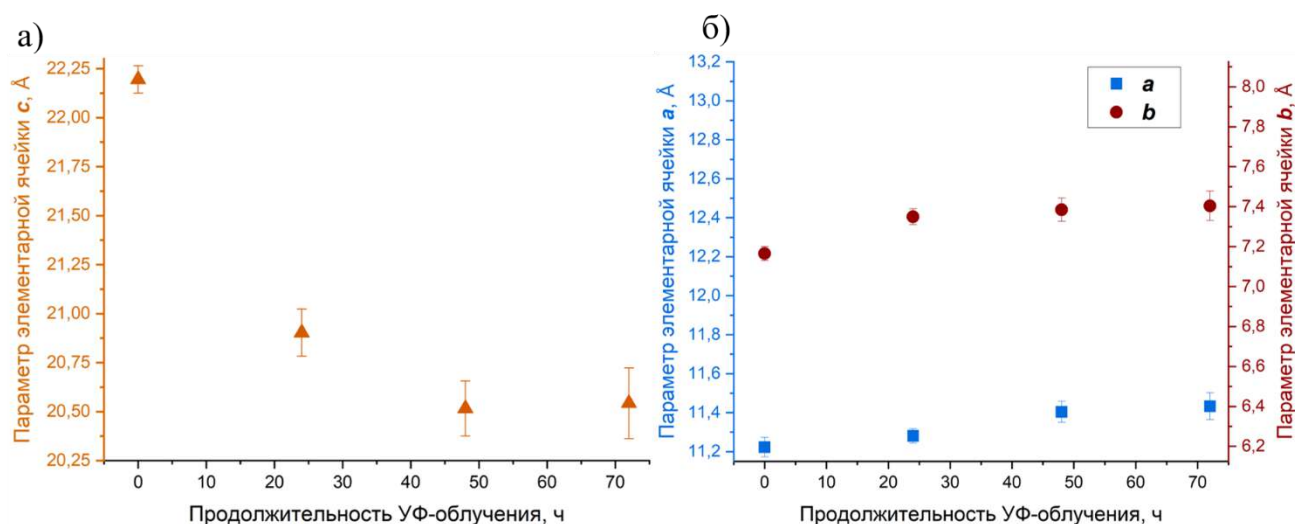 а)
Параметр элементарной ячейки c, Å
22,25
22,00
21,75
21,50
21,25
21,00
20,75
20,50
20,25
0 10 20 30 40 50 60 70
Продолжительность УФ-облучения, ч
б)
Параметр элементарной ячейки a, Å
13,2
13,0
12,8
12,6
12,4
12,2
12,0
11,8
11,6
11,4
11,2
a
b
8,0
7,8
7,6
7,4
7,2
7,0
6,8
6,6
6,4
6,2
Параметр элементарной ячейки b, Å
0 10 20 30 40 50 60 70
Продолжительность УФ-облучения, ч